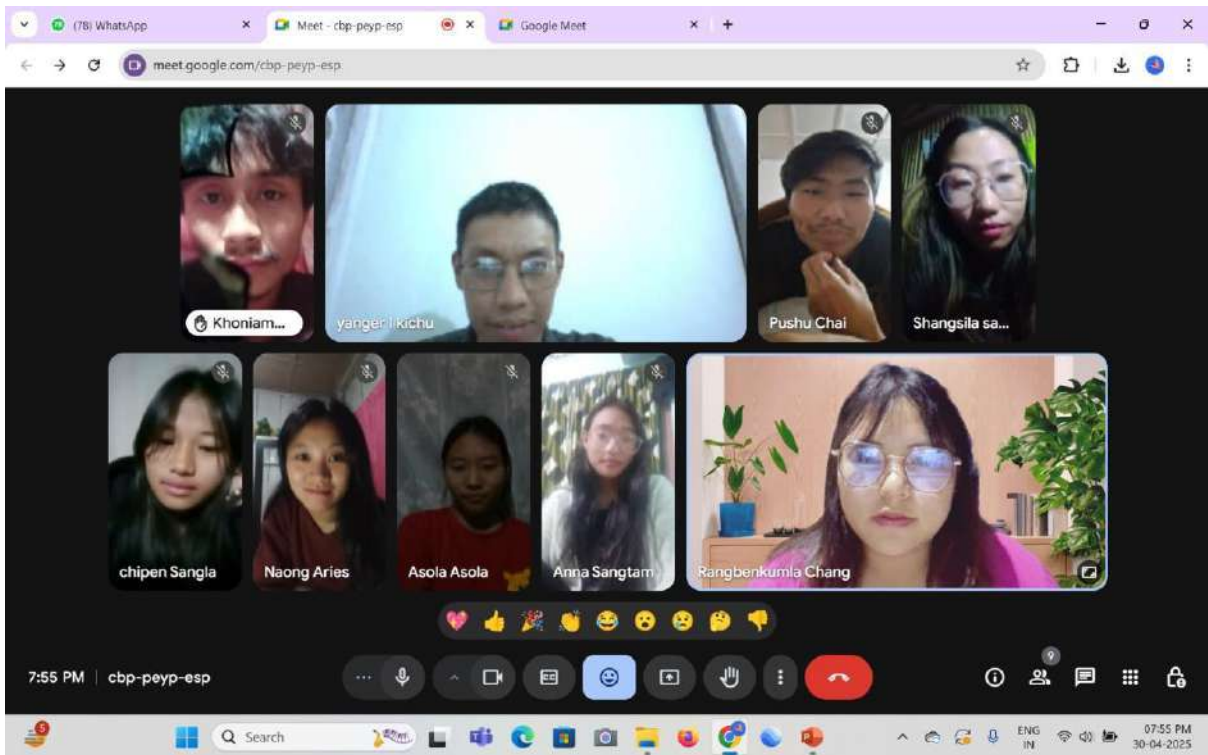 (78) WhatsApp
Meet - cbp-peyp-esp
Google Meet
meet.google.com/cbp-peyp-esp
Khoniam...
yanger l kichu
Pushu Chai
Shangsila sa...
chipen Sangla
Naong Aries
Asola Asola
Anna Sangtam
Rangbenkumla Chang
9
7:55 PM | cbp-peyp-esp
5
Search
ENG
IN
07:55 PM
30-04-2025